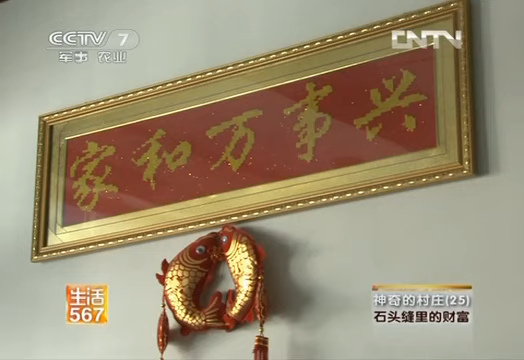 CCTV 7
军事 农业
CNTV
家和万事兴
生活
567
神奇的村庄(25)
石头缝里的财富